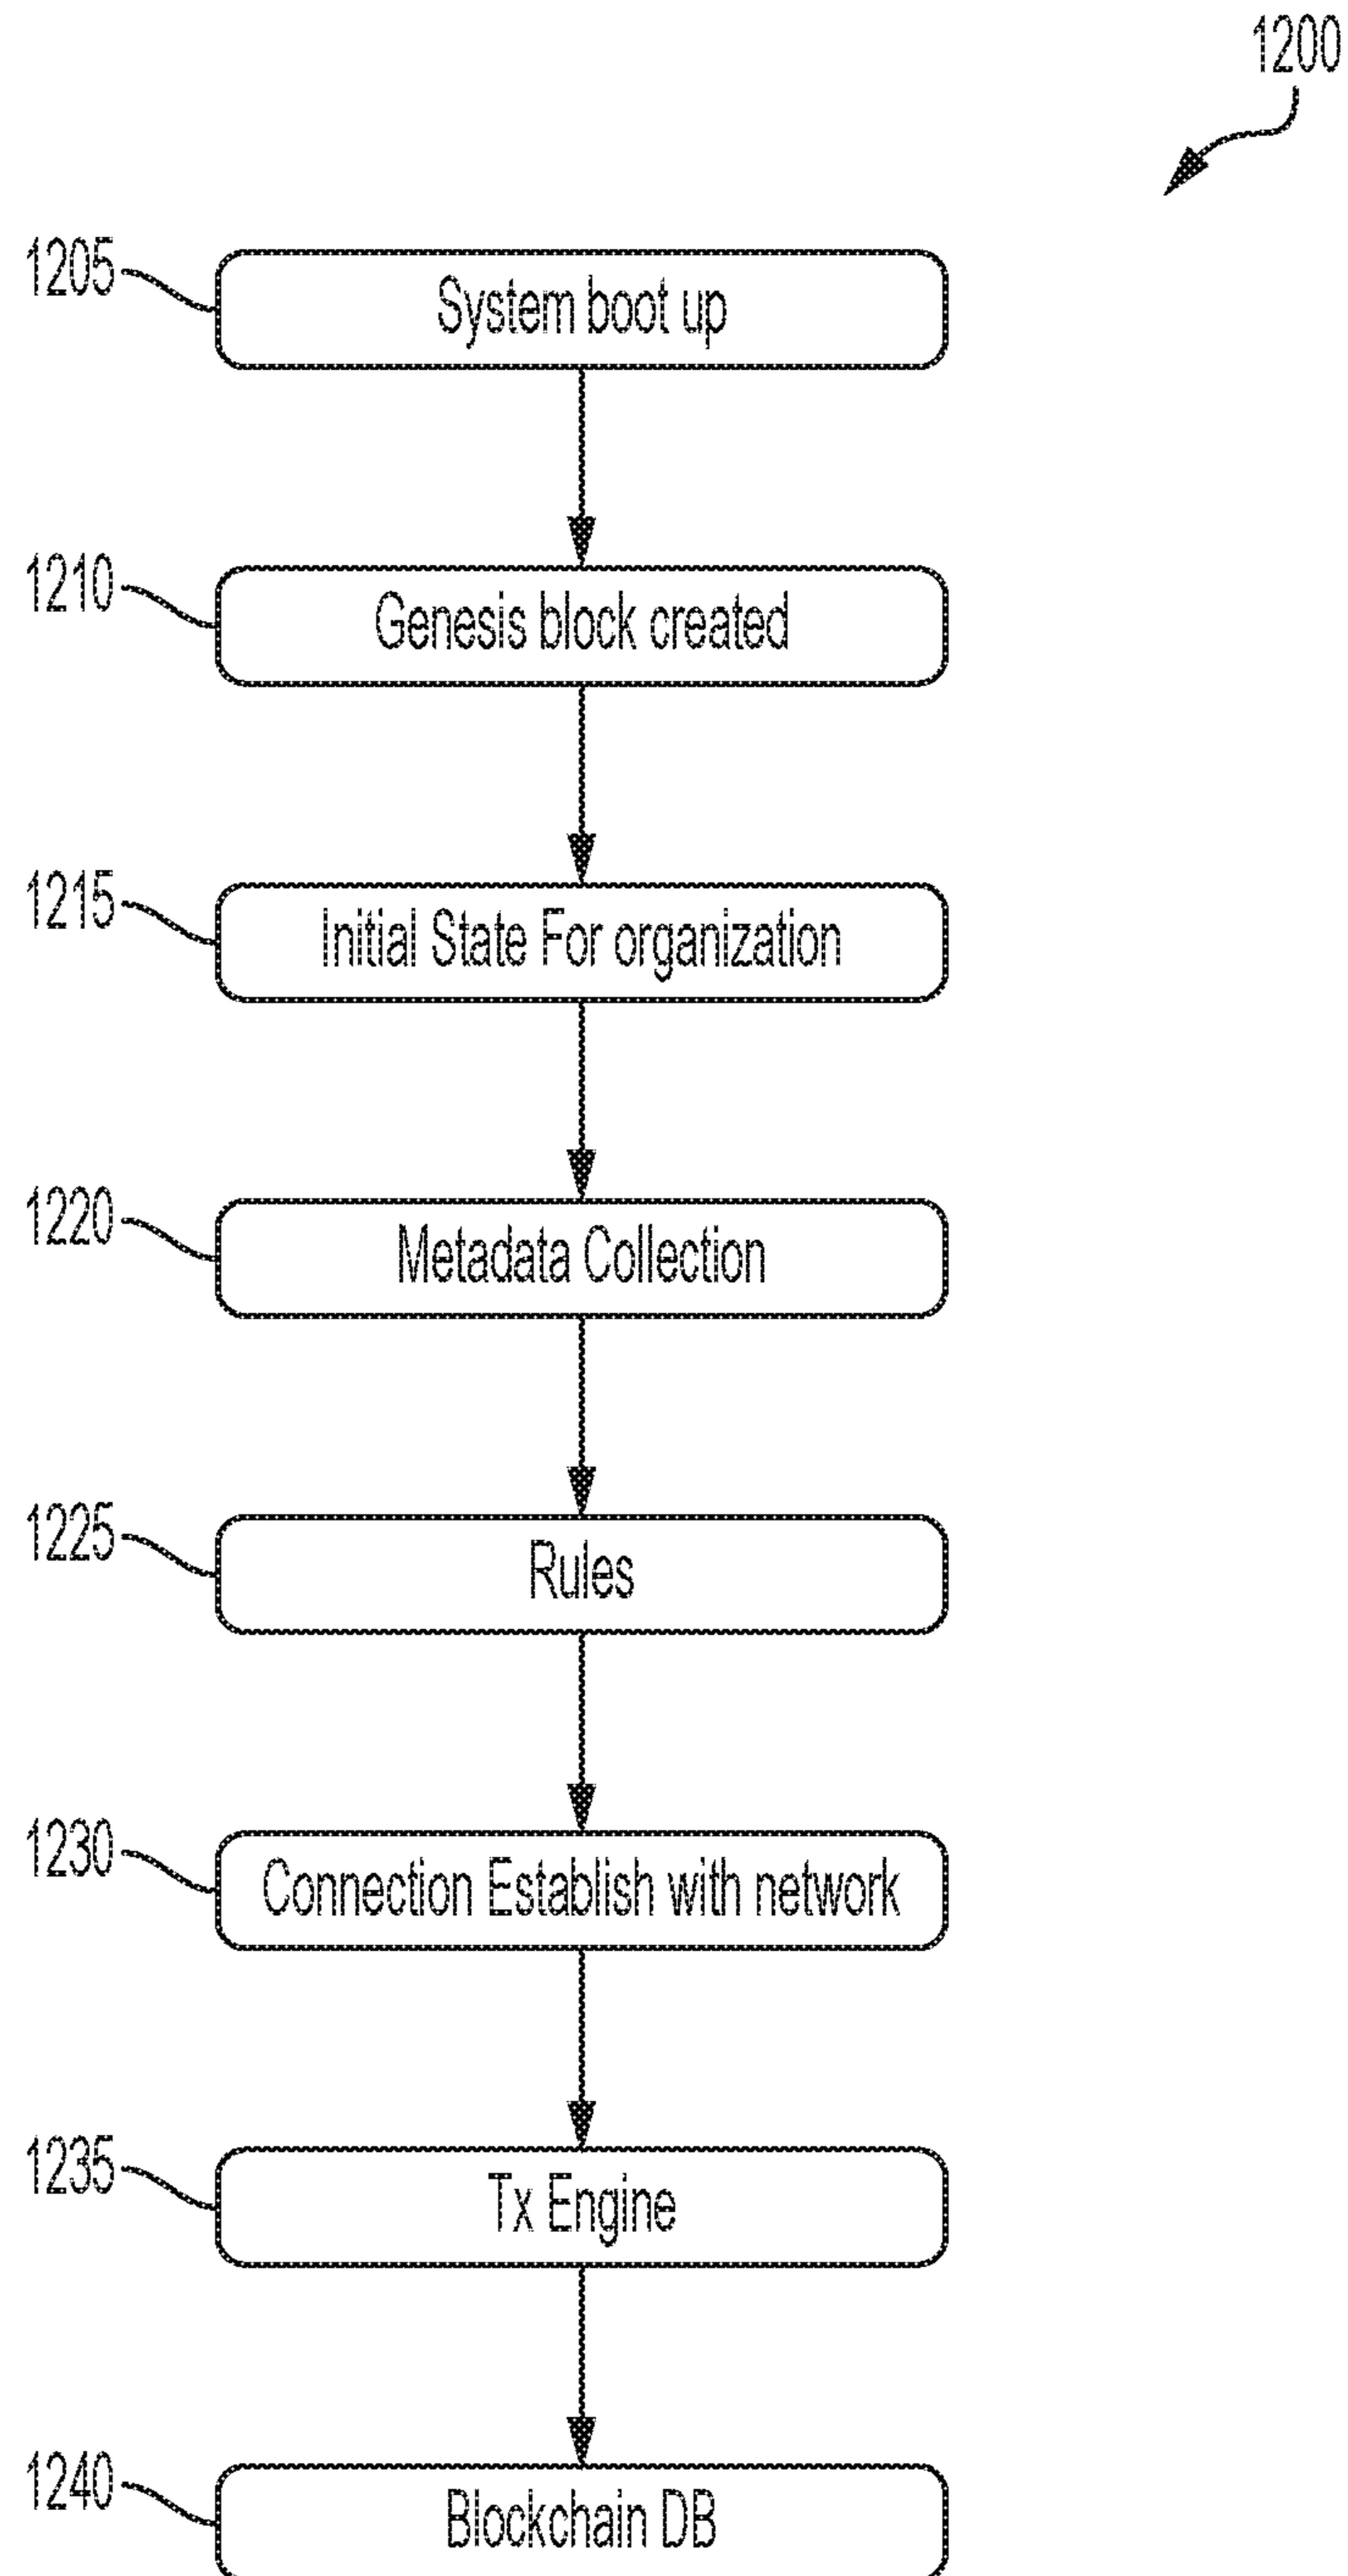 1200
1205
System boot up
1210
Genesis block created
1215
Initial State For organization
1220
Metadata Collection
1225
Rules
1230
Connection Establish with network
1235
Tx Engine
1240
Blockchain DB